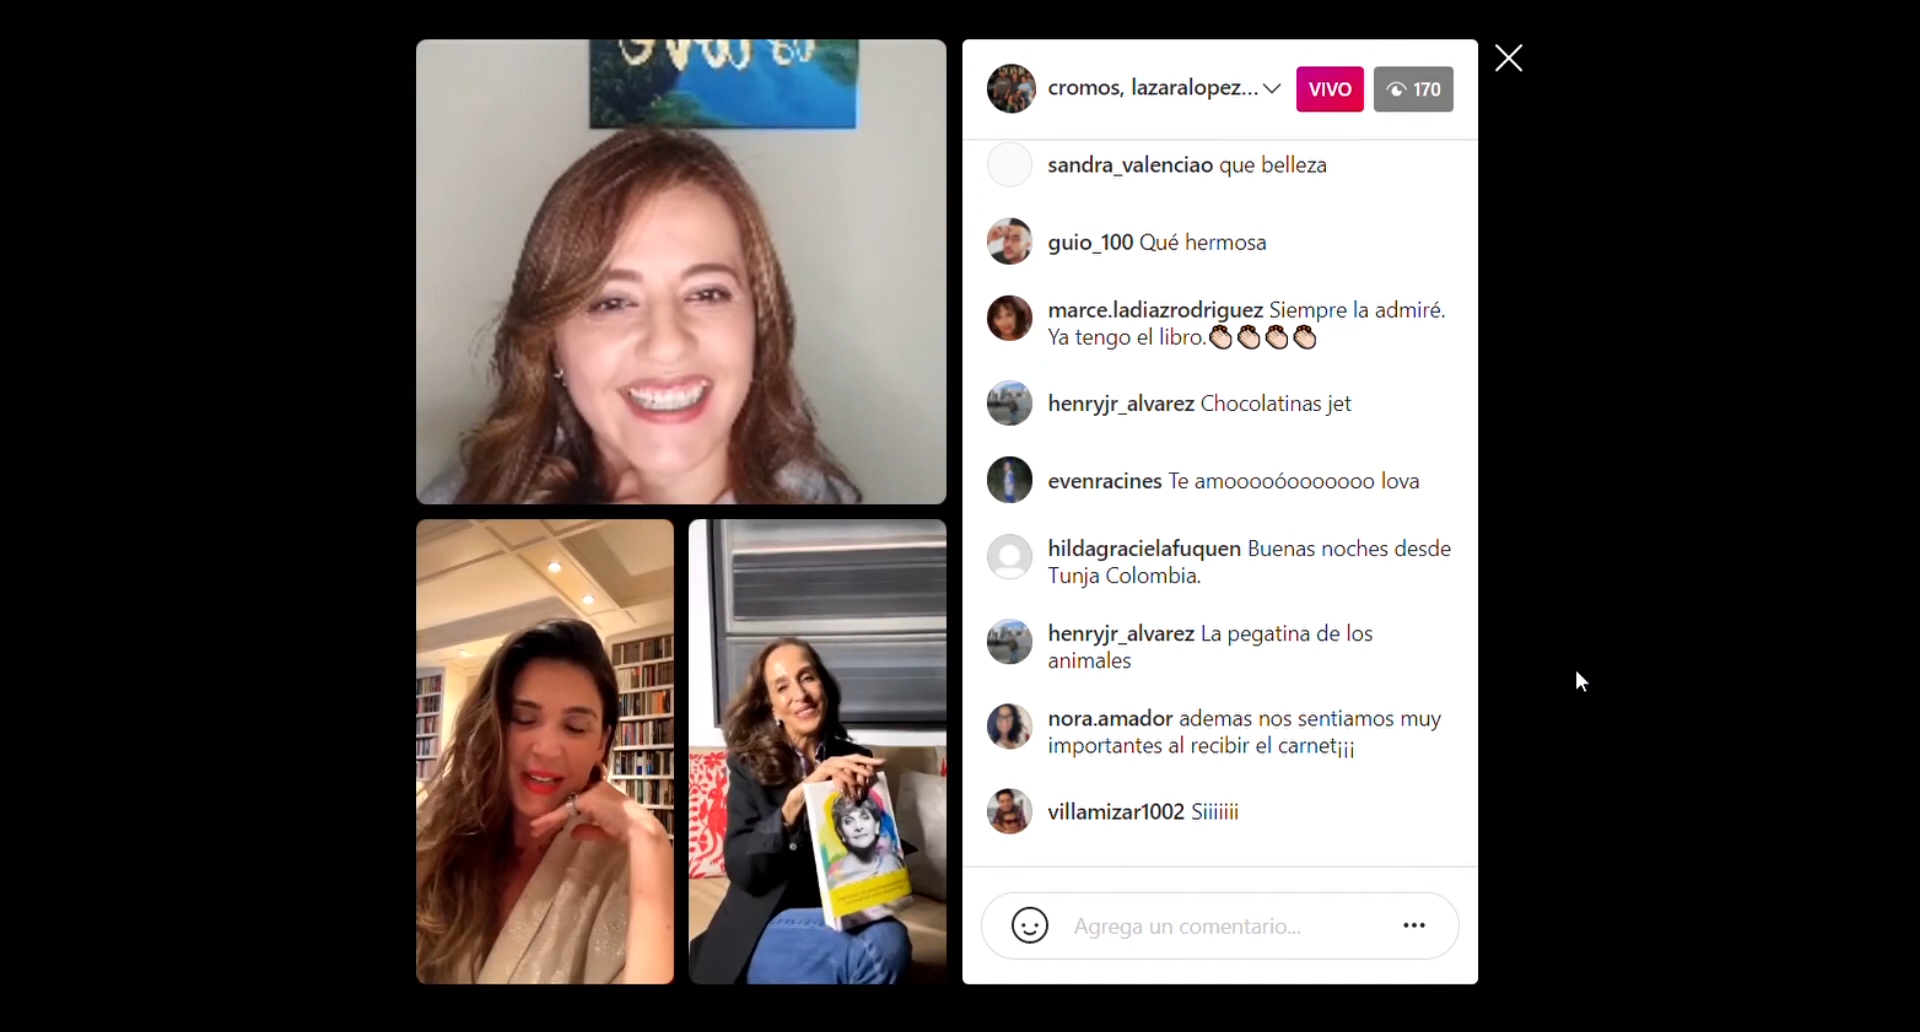 cromos, lazaralopez...
VIVO
170
sandra_valenciao que belleza
guio_100 Qué hermosa
marce.ladiazrodriguez Siempre la admiré.
Ya tengo el libro.👏🏻👏🏻👏🏻👏🏻
henryjr_alvarez Chocolatinas jet
evenracines Te amooooóooooooo lova
hildagracielafuquen Buenas noches desde
Tunja Colombia.
henryjr_alvarez La pegatina de los
animales
nora.amador ademas nos sentiamos muy
importantes al recibir el carnet¡¡¡
villamizar1002 Siiiiiii
Agrega un comentario...